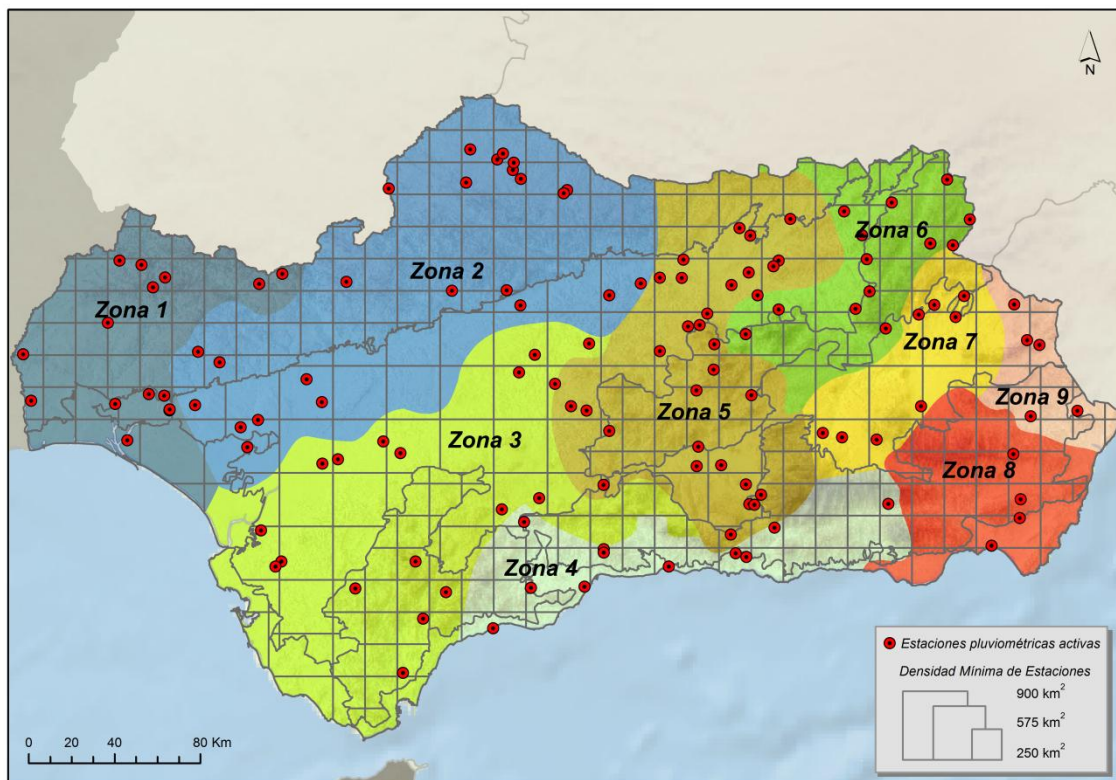 N
Zona 1
Zona 2
Zona 3
Zona 4
Zona 5
Zona 6
Zona 7
Zona 8
Zona 9
Estaciones pluviométricas activas
Densidad Mínima de Estaciones
900 km²
575 km²
250 km²
0 20 40 80 Km